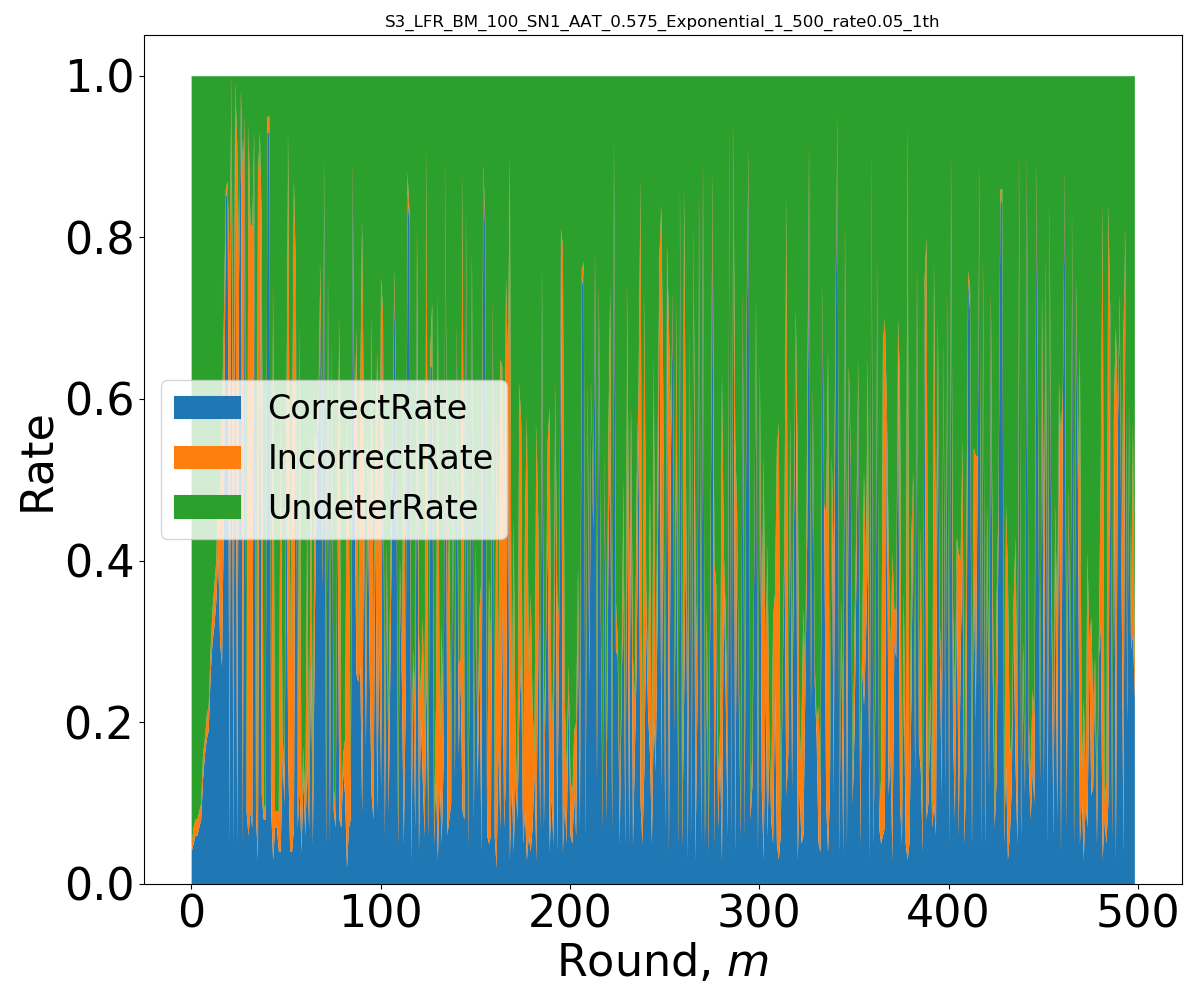 S3_LFR_BM_100_SN1_AAT_0.575_Exponential_1_500_rate0.05_1th
1.0
0.8
0.6
0.4
0.2
0.0
Rate
CorrectRate
IncorrectRate
UndeterRate
0 100 200 300 400 500
Round, m